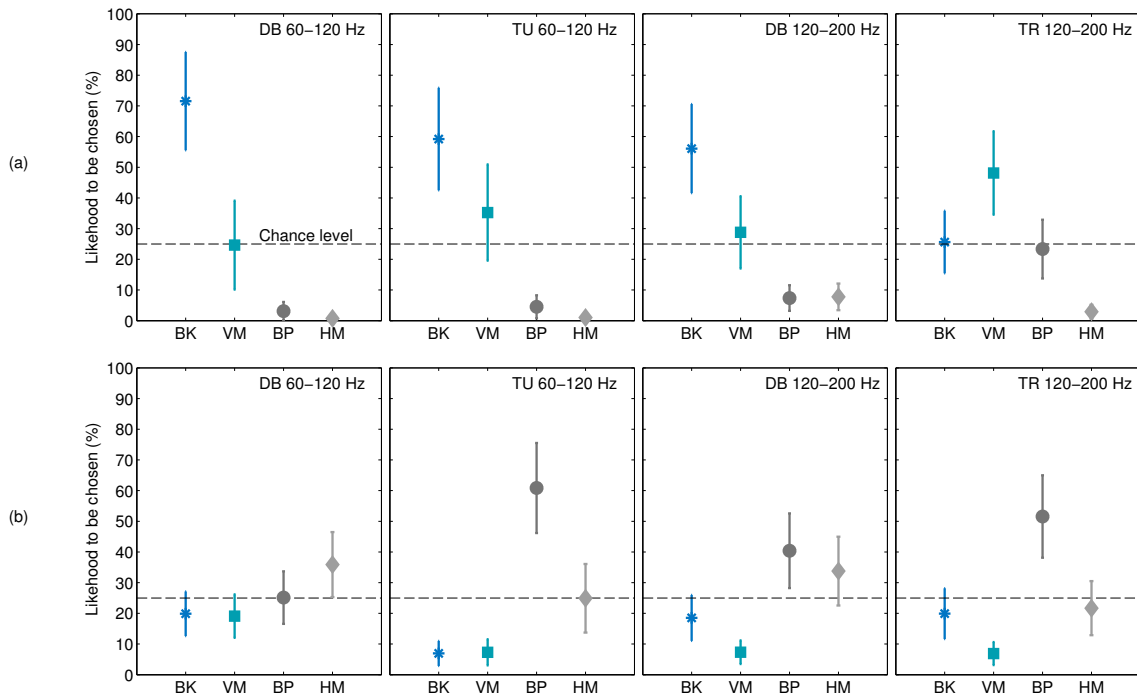 (a)
Likehood to be chosen (%)
100
90
80
70
60
50
40
30
20
10
0
DB 60–120 Hz
TU 60–120 Hz
DB 120–200 Hz
TR 120–200 Hz
Chance level
BK VM BP HM
BK VM BP HM
BK VM BP HM
BK VM BP HM
(b)
Likehood to be chosen (%)
100
90
80
70
60
50
40
30
20
10
0
DB 60–120 Hz
TU 60–120 Hz
DB 120–200 Hz
TR 120–200 Hz
BK VM BP HM
BK VM BP HM
BK VM BP HM
BK VM BP HM